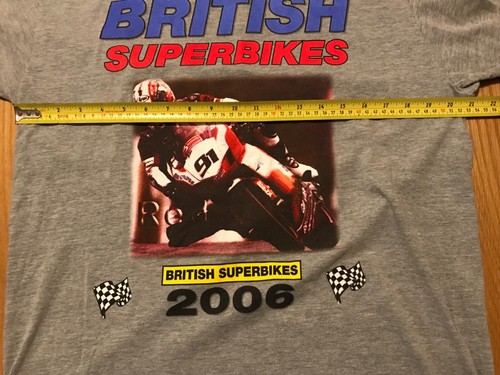 BRITISH
SUPERBIKES
91
BRITISH SUPERBIKES
2006